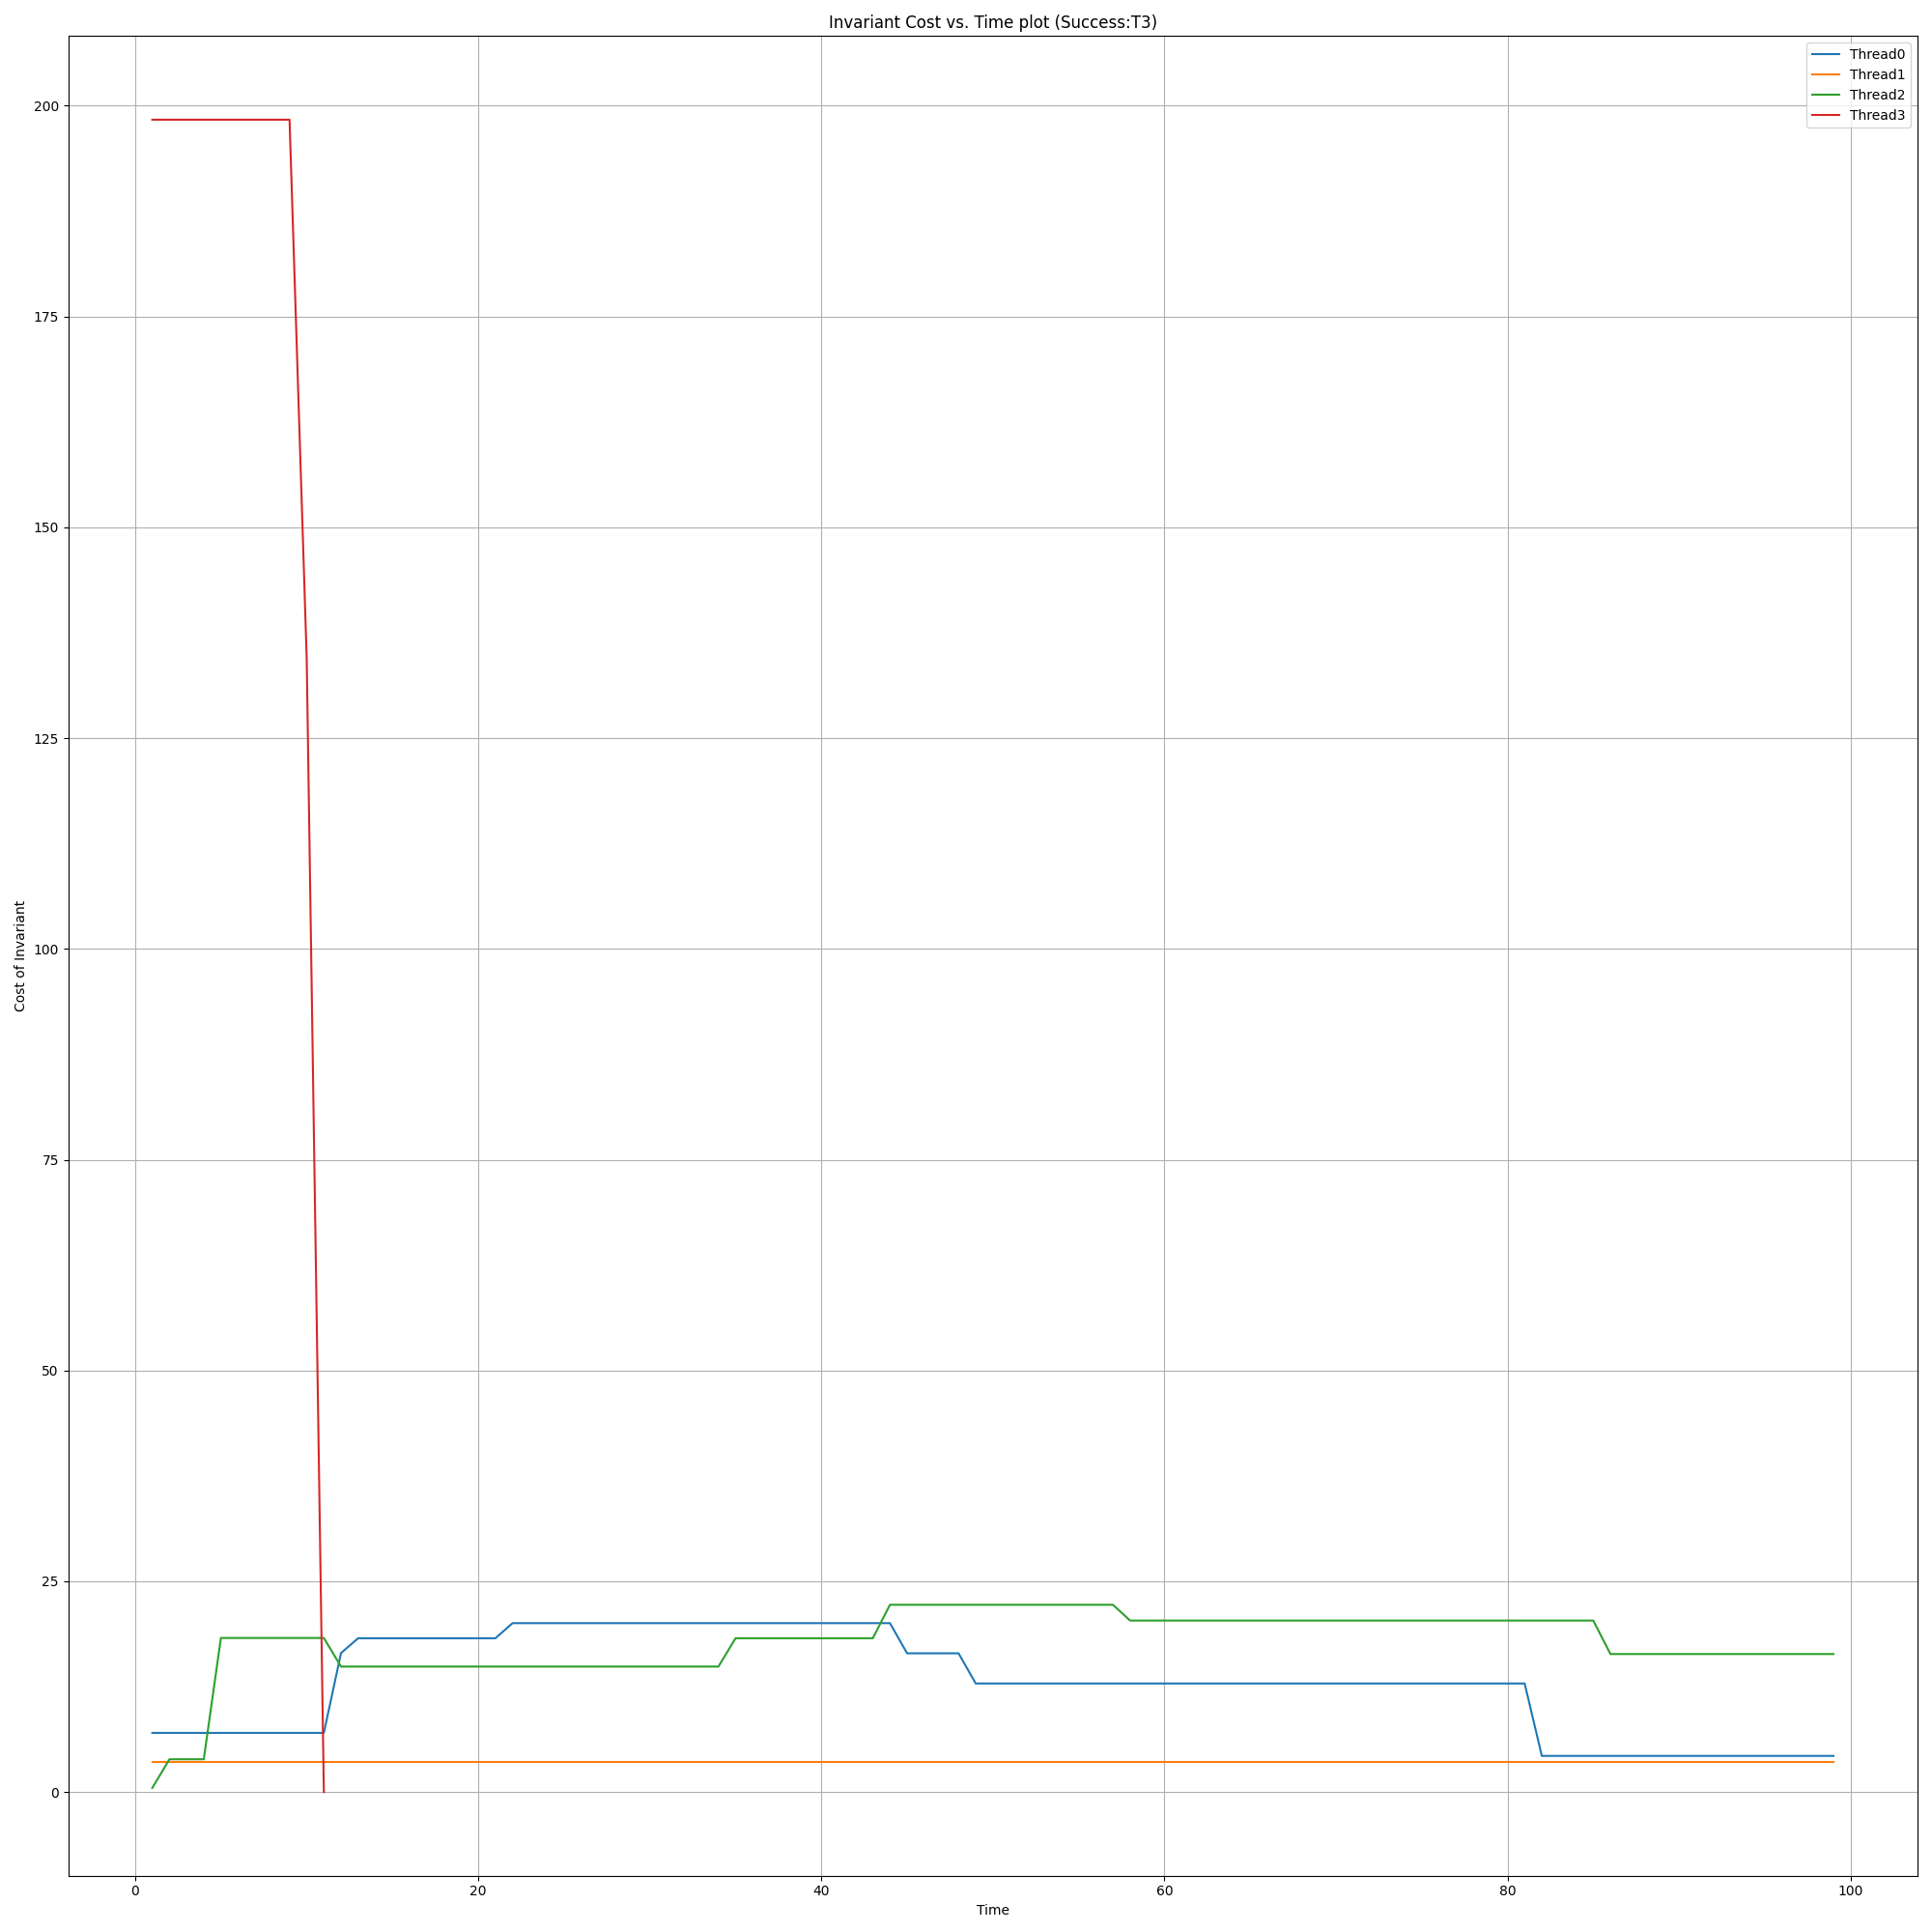 Invariant Cost vs. Time plot (Success:T3)
Thread0
Thread1
Thread2
Thread3
200
175
150
125
100
75
50
25
0
Cost of Invariant
0 20 40 60 80 100
Time